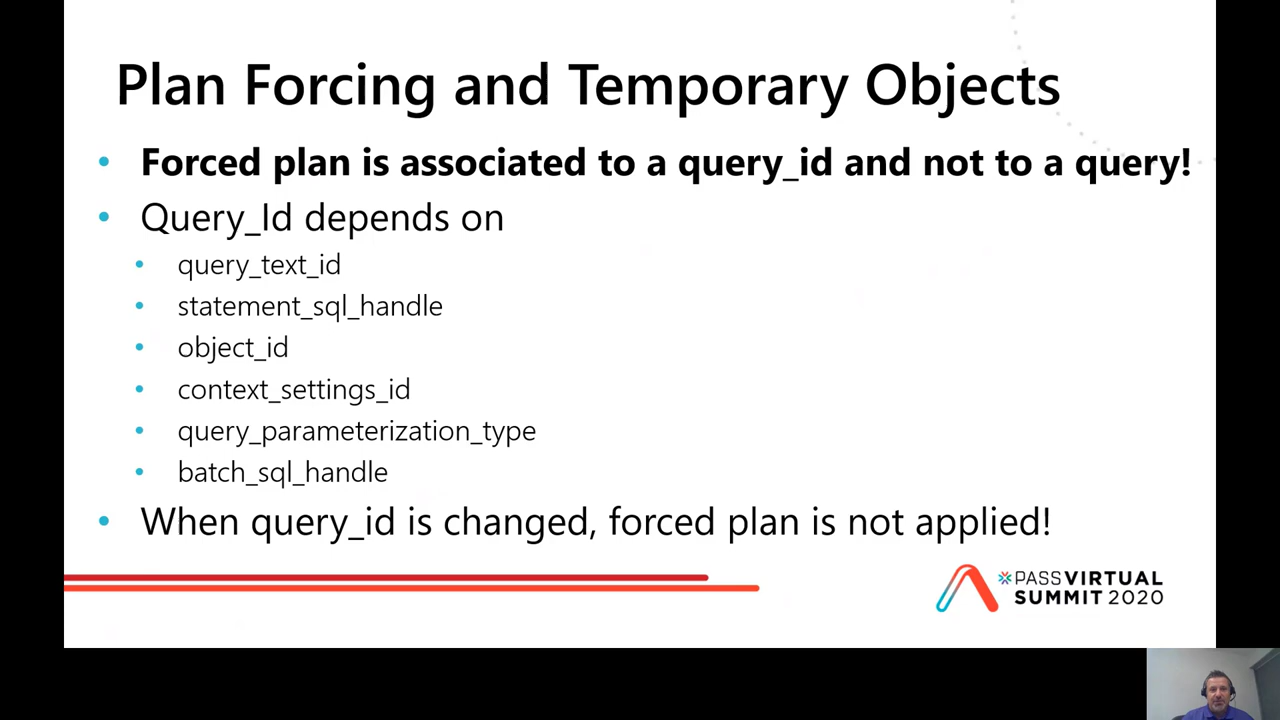 Plan Forcing and Temporary Objects
Forced plan is associated to a query_id and not to a query!
Query_Id depends on
query_text_id
statement_sql_handle
object_id
context_settings_id
query_parameterization_type
batch_sql_handle
When query_id is changed, forced plan is not applied!
PASS VIRTUAL
SUMMIT 2020